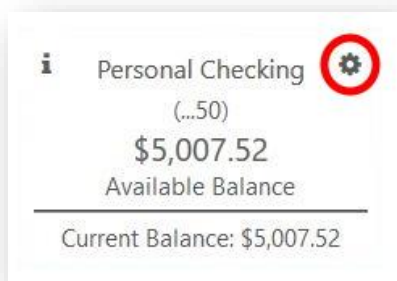 i Personal Checking
(...50)
$5,007.52
Available Balance
Current Balance: $5,007.52